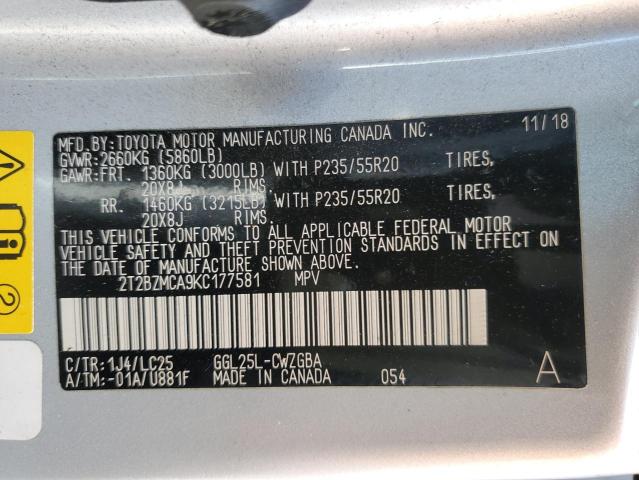 MFD.BY:TOYOTA MOTOR MANUFACTURING CANADA INC. 11/18
GVWR:2660KG (5860LB)
GAWR:FRT. 1360KG (3000LB) WITH P235/55R20 TIRES,
20X8J RIMS,
RR. 1460KG (3215LB) WITH P235/55R20 TIRES,
20X8J RIMS.
THIS VEHICLE CONFORMS TO ALL APPLICABLE FEDERAL MOTOR
VEHICLE SAFETY AND THEFT PREVENTION STANDARDS IN EFFECT ON
THE DATE OF MANUFACTURE SHOWN ABOVE.
2T2BZMCA9KC177581 MPV
C/TR:1J4/LC25 GGL25L-CWZGBA
A/TM:-01A/U881F MADE IN CANADA 054 A
2